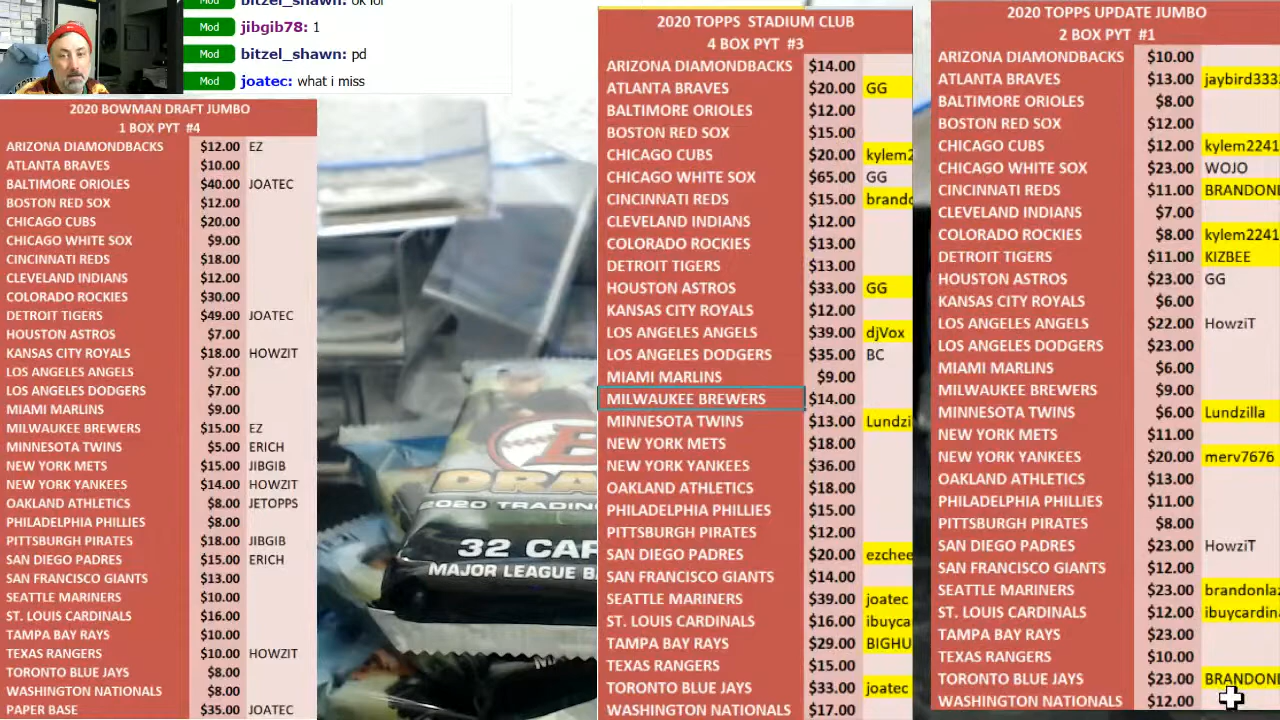 Mod bitzel_shawn: ok lol
Mod jibgib78: 1
Mod bitzel_shawn: pd
Mod joatec: what i miss
2020 BOWMAN DRAFT JUMBO
1 BOX PYT #4
ARIZONA DIAMONDBACKS $12.00 EZ
ATLANTA BRAVES $10.00
BALTIMORE ORIOLES $40.00 JOATEC
BOSTON RED SOX $12.00
CHICAGO CUBS $20.00
CHICAGO WHITE SOX $9.00
CINCINNATI REDS $18.00
CLEVELAND INDIANS $12.00
COLORADO ROCKIES $30.00
DETROIT TIGERS $49.00 JOATEC
HOUSTON ASTROS $7.00
KANSAS CITY ROYALS $18.00 HOWZIT
LOS ANGELES ANGELS $7.00
LOS ANGELES DODGERS $7.00
MIAMI MARLINS $9.00
MILWAUKEE BREWERS $15.00 EZ
MINNESOTA TWINS $5.00 ERICH
NEW YORK METS $15.00 JIBGIB
NEW YORK YANKEES $14.00 HOWZIT
OAKLAND ATHLETICS $8.00 JETOPPS
PHILADELPHIA PHILLIES $8.00
PITTSBURGH PIRATES $18.00 JIBGIB
SAN DIEGO PADRES $15.00 ERICH
SAN FRANCISCO GIANTS $13.00
SEATTLE MARINERS $10.00
ST. LOUIS CARDINALS $16.00
TAMPA BAY RAYS $10.00
TEXAS RANGERS $10.00 HOWZIT
TORONTO BLUE JAYS $8.00
WASHINGTON NATIONALS $8.00
PAPER BASE $35.00 JOATEC
32 CAR
MAJOR LEAGUE B
2020 TOPPS STADIUM CLUB
4 BOX PYT #3
ARIZONA DIAMONDBACKS $14.00
ATLANTA BRAVES $20.00 GG
BALTIMORE ORIOLES $12.00
BOSTON RED SOX $15.00
CHICAGO CUBS $20.00 kylem2
CHICAGO WHITE SOX $65.00 GG
CINCINNATI REDS $15.00 brando
CLEVELAND INDIANS $12.00
COLORADO ROCKIES $13.00
DETROIT TIGERS $13.00
HOUSTON ASTROS $33.00 GG
KANSAS CITY ROYALS $12.00
LOS ANGELES ANGELS $39.00 djVox
LOS ANGELES DODGERS $35.00 BC
MIAMI MARLINS $9.00
MILWAUKEE BREWERS $14.00
MINNESOTA TWINS $13.00 Lundzi
NEW YORK METS $18.00
NEW YORK YANKEES $36.00
OAKLAND ATHLETICS $18.00
PHILADELPHIA PHILLIES $15.00
PITTSBURGH PIRATES $12.00
SAN DIEGO PADRES $20.00 ezchee
SAN FRANCISCO GIANTS $14.00
SEATTLE MARINERS $39.00 joatec
ST. LOUIS CARDINALS $16.00 ibuyca
TAMPA BAY RAYS $29.00 BIGHU
TEXAS RANGERS $15.00
TORONTO BLUE JAYS $33.00 joatec
WASHINGTON NATIONALS $17.00
2020 TOPPS UPDATE JUMBO
2 BOX PYT #1
ARIZONA DIAMONDBACKS $10.00
ATLANTA BRAVES $13.00 jaybird333
BALTIMORE ORIOLES $8.00
BOSTON RED SOX $12.00
CHICAGO CUBS $12.00 kylem2241
CHICAGO WHITE SOX $23.00 WOJO
CINCINNATI REDS $11.00 BRANDON
CLEVELAND INDIANS $7.00
COLORADO ROCKIES $8.00 kylem2241
DETROIT TIGERS $11.00 KIZBEE
HOUSTON ASTROS $23.00 GG
KANSAS CITY ROYALS $6.00
LOS ANGELES ANGELS $22.00 HowziT
LOS ANGELES DODGERS $23.00
MIAMI MARLINS $6.00
MILWAUKEE BREWERS $9.00
MINNESOTA TWINS $6.00 Lundzilla
NEW YORK METS $11.00
NEW YORK YANKEES $20.00 merv7676
OAKLAND ATHLETICS $13.00
PHILADELPHIA PHILLIES $11.00
PITTSBURGH PIRATES $8.00
SAN DIEGO PADRES $23.00 HowziT
SAN FRANCISCO GIANTS $12.00
SEATTLE MARINERS $23.00 brandonlaz
ST. LOUIS CARDINALS $12.00 ibuycardin
TAMPA BAY RAYS $23.00
TEXAS RANGERS $10.00
TORONTO BLUE JAYS $23.00 BRANDON
WASHINGTON NATIONALS $12.00